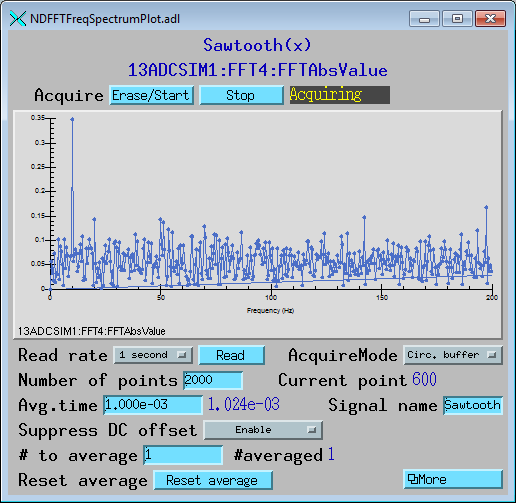 NDFFTFreqSpectrumPlot.adl
Sawtooth(x)
13ADCSIM1:FFT4:FFTAbsValue
Acquire Erase/Start Stop Acquiring
0.35
0.3
0.25
0.2
0.15
0.1
0.05
0
0 50 100 150 200
Frequency (Hz)
13ADCSIM1:FFT4:FFTAbsValue
Read rate 1 second Read AcquireMode Circ. buffer
Number of points 2000 Current point 600
Avg.time 1.000e-03 1.024e-03 Signal name Sawtooth
Suppress DC offset Enable
# to average 1 #averaged 1
Reset average Reset average More